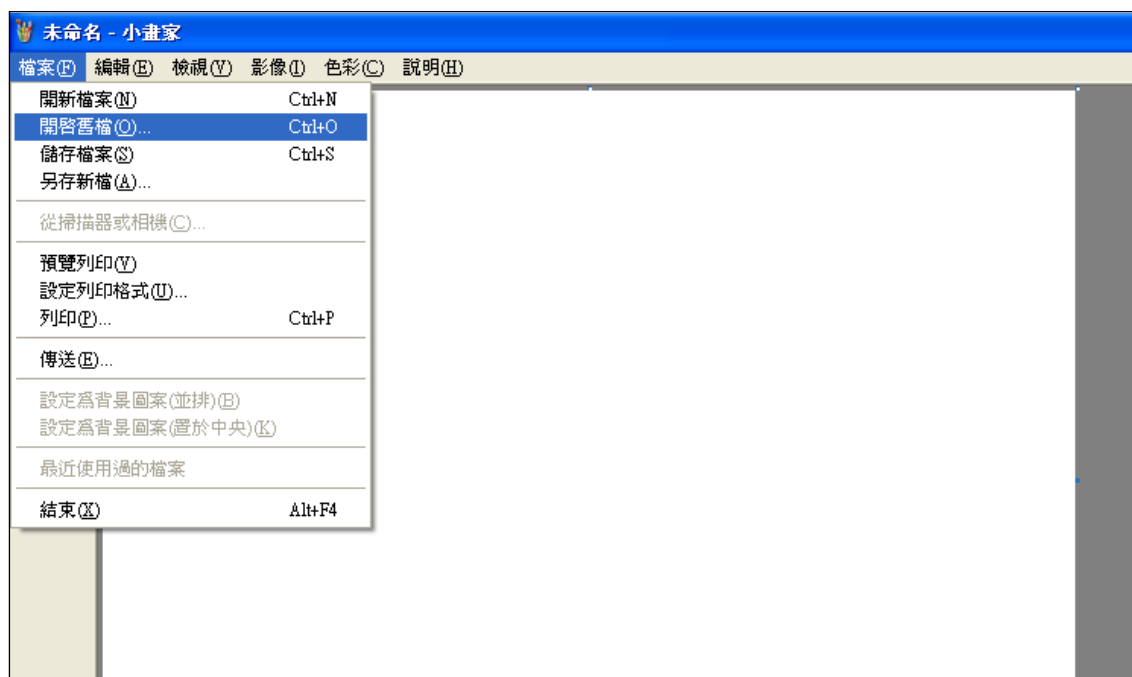 未命名 - 小畫家
檔案(F) 編輯(E) 檢視(V) 影像(I) 色彩(C) 說明(H)
開新檔案(N) Ctrl+N
開啓舊檔(O)... Ctrl+O
儲存檔案(S) Ctrl+S
另存新檔(A)...
從掃描器或相機(C)...
預覽列印(V)
設定列印格式(U)...
列印(P)... Ctrl+P
傳送(E)...
設定爲背景圖案(並排)(B)
設定爲背景圖案(置於中央)(K)
最近使用過的檔案
結束(X) Alt+F4